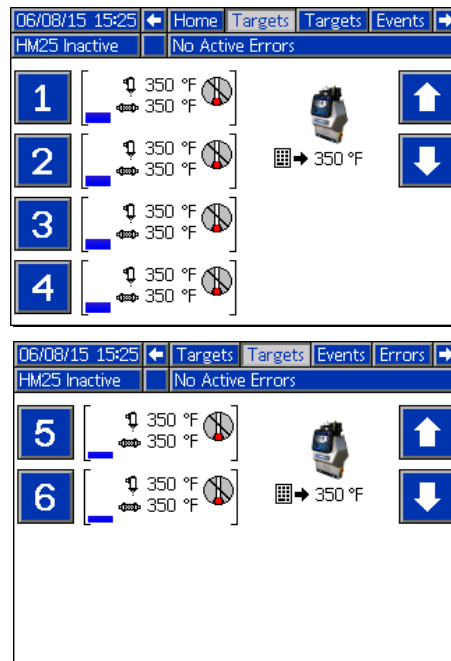 06/08/15 15:25 Home Targets Targets Events
HM25 Inactive No Active Errors
1 350 °F
350 °F
2 350 °F
350 °F 350 °F
3 350 °F
350 °F
4 350 °F
350 °F
06/08/15 15:25 Targets Targets Events Errors
HM25 Inactive No Active Errors
5 350 °F
350 °F
6 350 °F
350 °F 350 °F